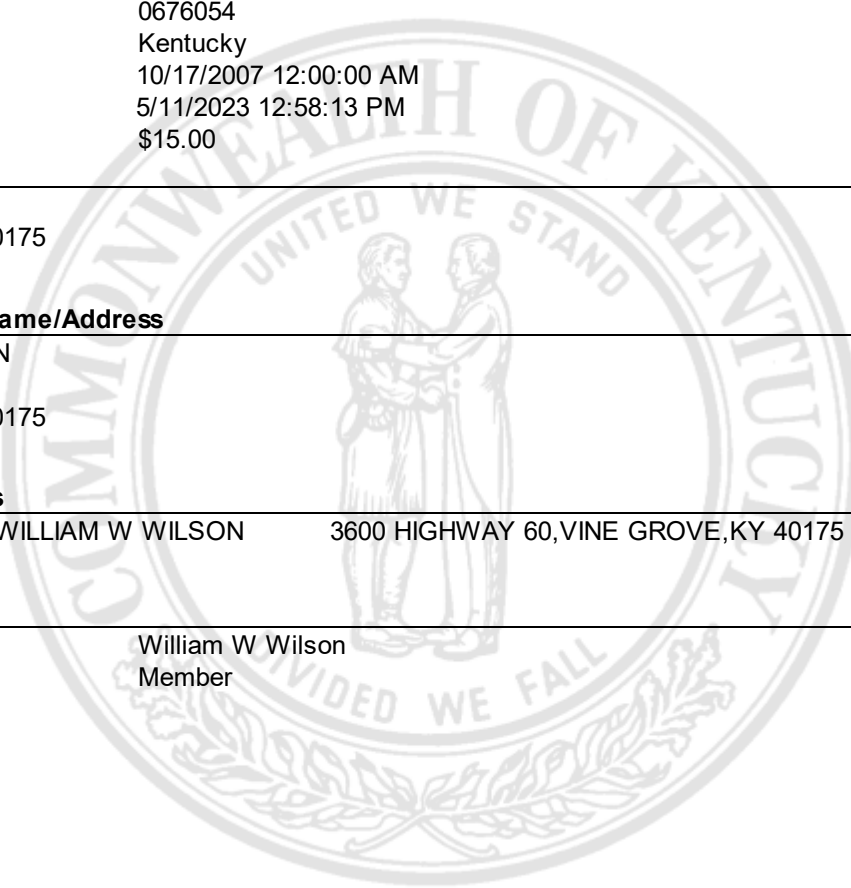 0676054
Kentucky
10/17/2007 12:00:00 AM
5/11/2023 12:58:13 PM
$15.00
0175
ame/Address
N
0175
s
WILLIAM W WILSON 3600 HIGHWAY 60,VINE GROVE,KY 40175
William W Wilson
Member
COMMONWEALTH OF KENTUCKY
UNITED WE STAND
DIVIDED WE FALL